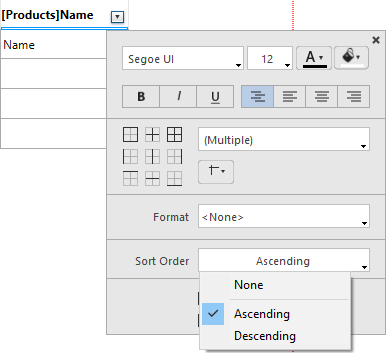 [Products]Name
Name
Segoe UI
12
A
B I U
(Multiple)
Format <None>
Sort Order Ascending
None
Ascending
Descending